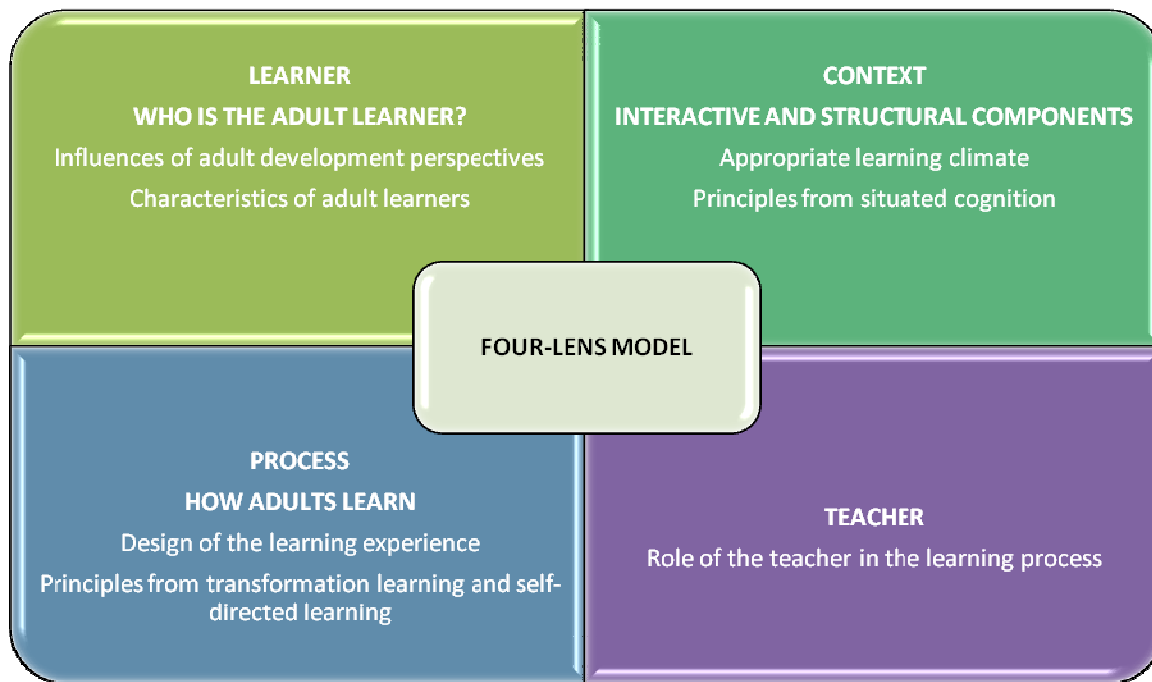 LEARNER
WHO IS THE ADULT LEARNER?
Influences of adult development perspectives
Characteristics of adult learners
CONTEXT
INTERACTIVE AND STRUCTURAL COMPONENTS
Appropriate learning climate
Principles from situated cognition
FOUR-LENS MODEL
PROCESS
HOW ADULTS LEARN
Design of the learning experience
Principles from transformation learning and self-
directed learning
TEACHER
Role of the teacher in the learning process